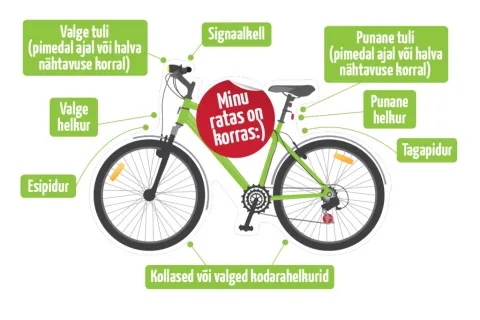 Valge tuli
(pimedal ajal või halva
nähtavuse korral)
Signaalkell
Punane tuli
(pimedal ajal või halva
nähtavuse korral)
Valge
helkur
Minu
ratas on
korras:)
Punane
helkur
Tagapidur
Esipidur
Kollased või valged kodarahelkurid